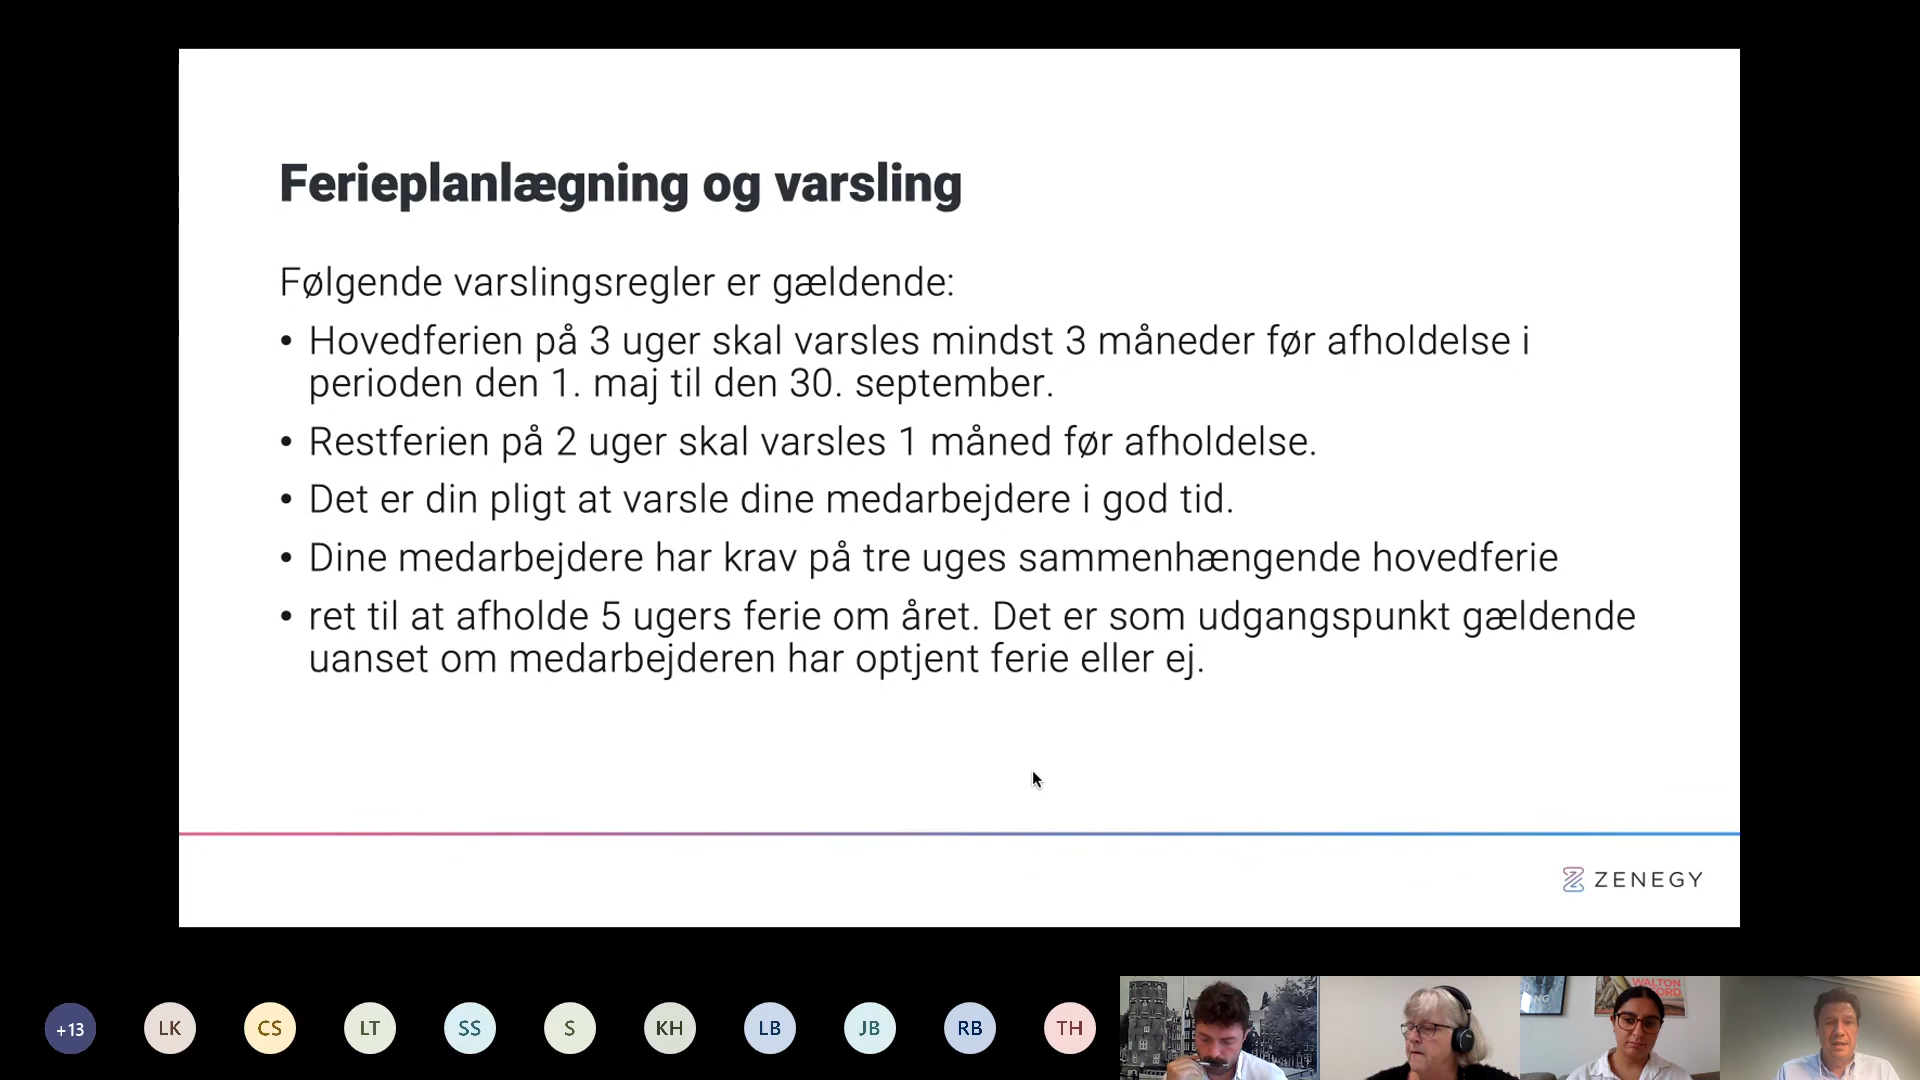 Ferieplanlægning og varsling
Følgende varslingsregler er gældende:
• Hovedferien på 3 uger skal varsles mindst 3 måneder før afholdelse i
perioden den 1. maj til den 30. september.
• Restferien på 2 uger skal varsles 1 måned før afholdelse.
• Det er din pligt at varsle dine medarbejdere i god tid.
• Dine medarbejdere har krav på tre uges sammenhængende hovedferie
• ret til at afholde 5 ugers ferie om året. Det er som udgangspunkt gældende
uanset om medarbejderen har optjent ferie eller ej.
ZENEGY
+13 LK CS LT SS S KH LB JB RB TH
WALTON